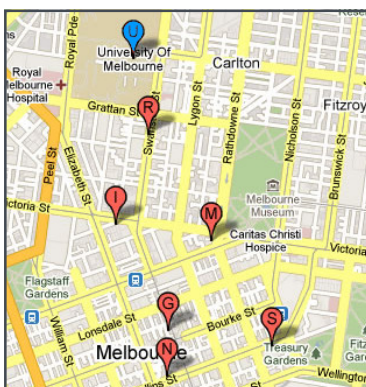 U
University Of
Melbourne
Royal Pde
Carlton
Royal
Melbourne
Hospital
Grattan St
R
Swanston St
Lygon St
Rathdowne St
Nicholson St
Fitzroy
Brunswick St
Peel St
Elizabeth St
Melbourne
Museum
Victoria St
I
M
Caritas Christi
Hospice
Victoria
Flagstaff
Gardens
William St
Lonsdale St
G
Bourke St
S
Treasury
Gardens
Melbourne
N
Collins St
Wellington